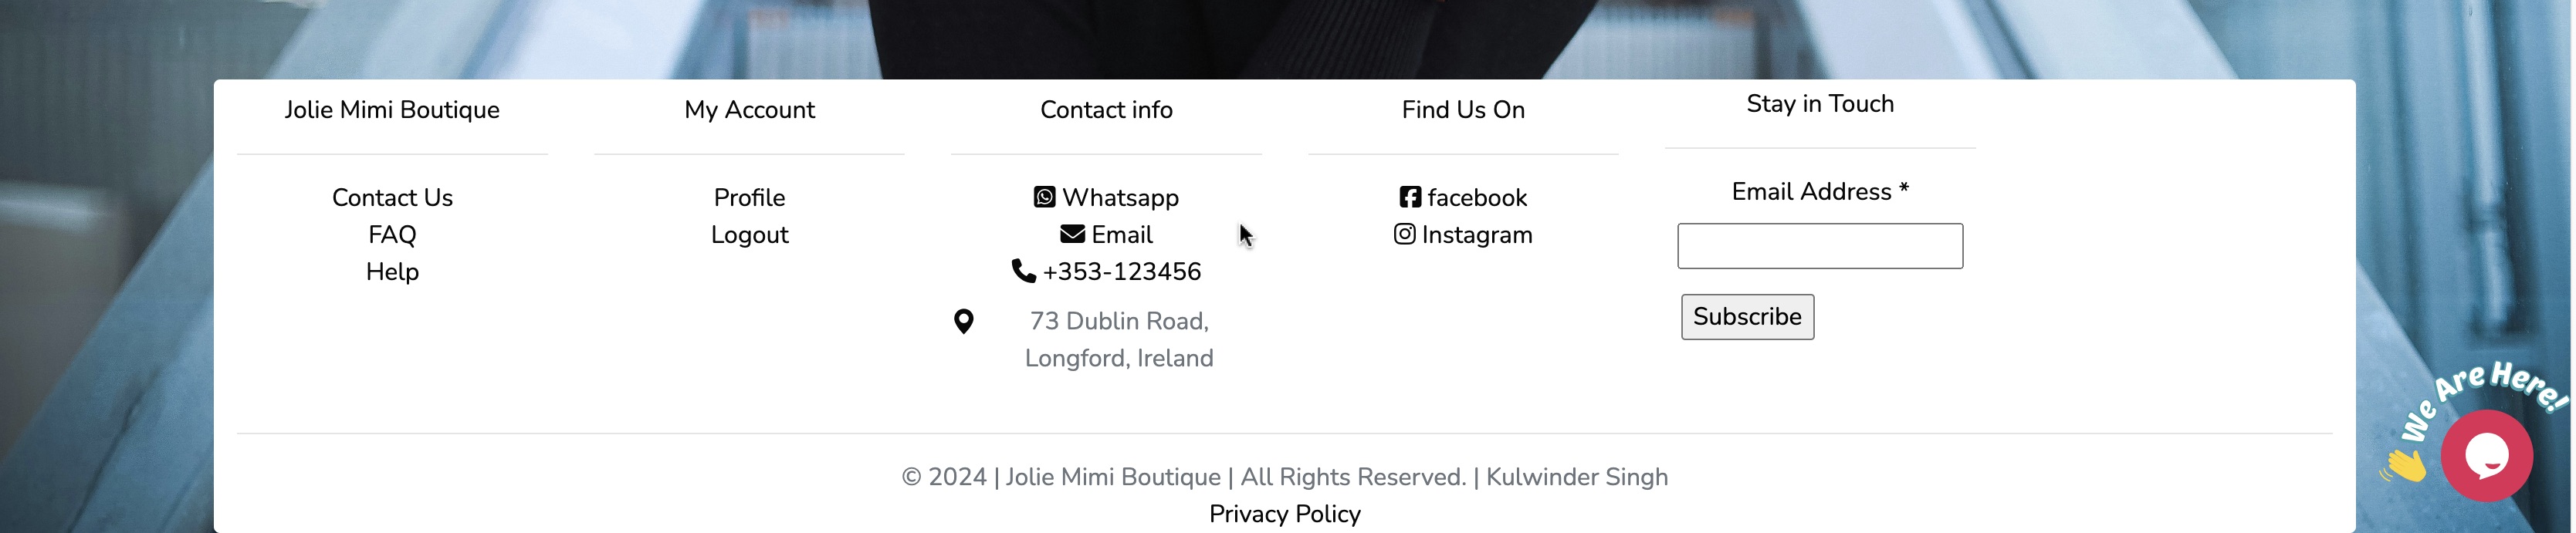 Jolie Mimi Boutique
Contact Us
FAQ
Help
My Account
Profile
Logout
Contact info
Whatsapp
Email
+353-123456
73 Dublin Road,
Longford, Ireland
Find Us On
facebook
Instagram
Stay in Touch
Email Address *
Subscribe
We Are Here!
© 2024 | Jolie Mimi Boutique | All Rights Reserved. | Kulwinder Singh
Privacy Policy